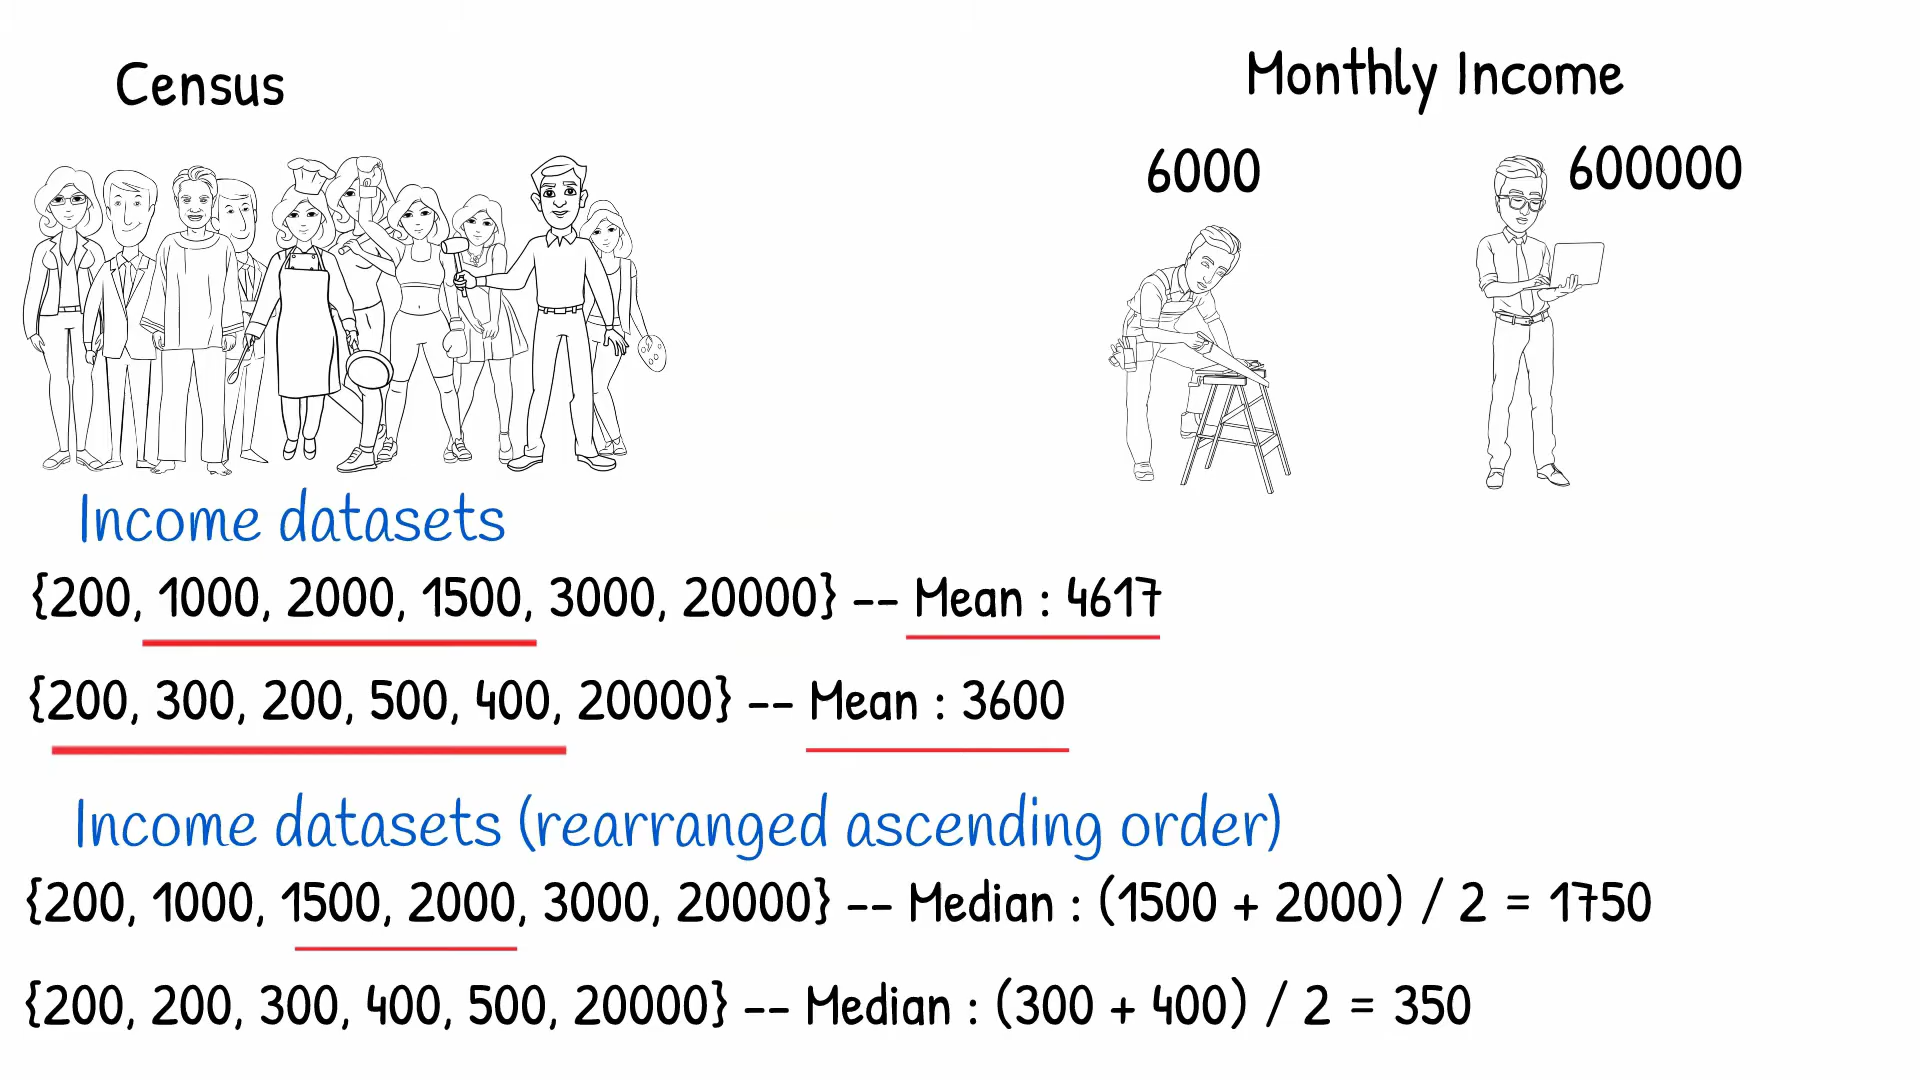 Census
Monthly Income
6000
600000
Income datasets
{200, 1000, 2000, 1500, 3000, 20000} -- Mean : 4617
{200, 300, 200, 500, 400, 20000} -- Mean : 3600
Income datasets (rearranged ascending order)
{200, 1000, 1500, 2000, 3000, 20000} -- Median : (1500 + 2000) / 2 = 1750
{200, 200, 300, 400, 500, 20000} -- Median : (300 + 400) / 2 = 350